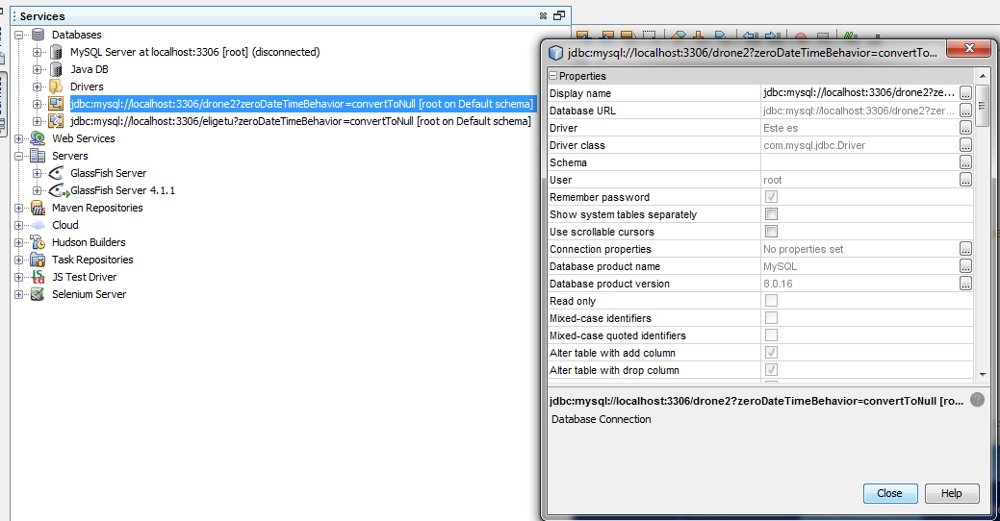 Services
Databases
MySQL Server at localhost:3306 [root] (disconnected)
Java DB
Drivers
jdbc:mysql://localhost:3306/drone2?zeroDateTimeBehavior=convertToNull [root on Default schema]
jdbc:mysql://localhost:3306/eligetu?zeroDateTimeBehavior=convertToNull [root on Default schema]
Web Services
Servers
GlassFish Server
GlassFish Server 4.1.1
Maven Repositories
Cloud
Hudson Builders
Task Repositories
JS Test Driver
Selenium Server
jdbc:mysql://localhost:3306/drone2?zeroDateTimeBehavior=convertTo...
Properties
Display name jdbc:mysql://localhost:3306/drone2?ze... ...
Database URL jdbc:mysql://localhost:3306/drone2?zer... ...
Driver Este es ...
Driver class com.mysql.jdbc.Driver ...
Schema ...
User root ...
Remember password
Show system tables separately
Use scrollable cursors
Connection properties No properties set ...
Database product name MySQL ...
Database product version 8.0.16 ...
Read only
Mixed-case identifiers
Mixed-case quoted identifiers
Alter table with add column
Alter table with drop column
jdbc:mysql://localhost:3306/drone2?zeroDateTimeBehavior=convertToNull [ro... ?
Database Connection
Close Help